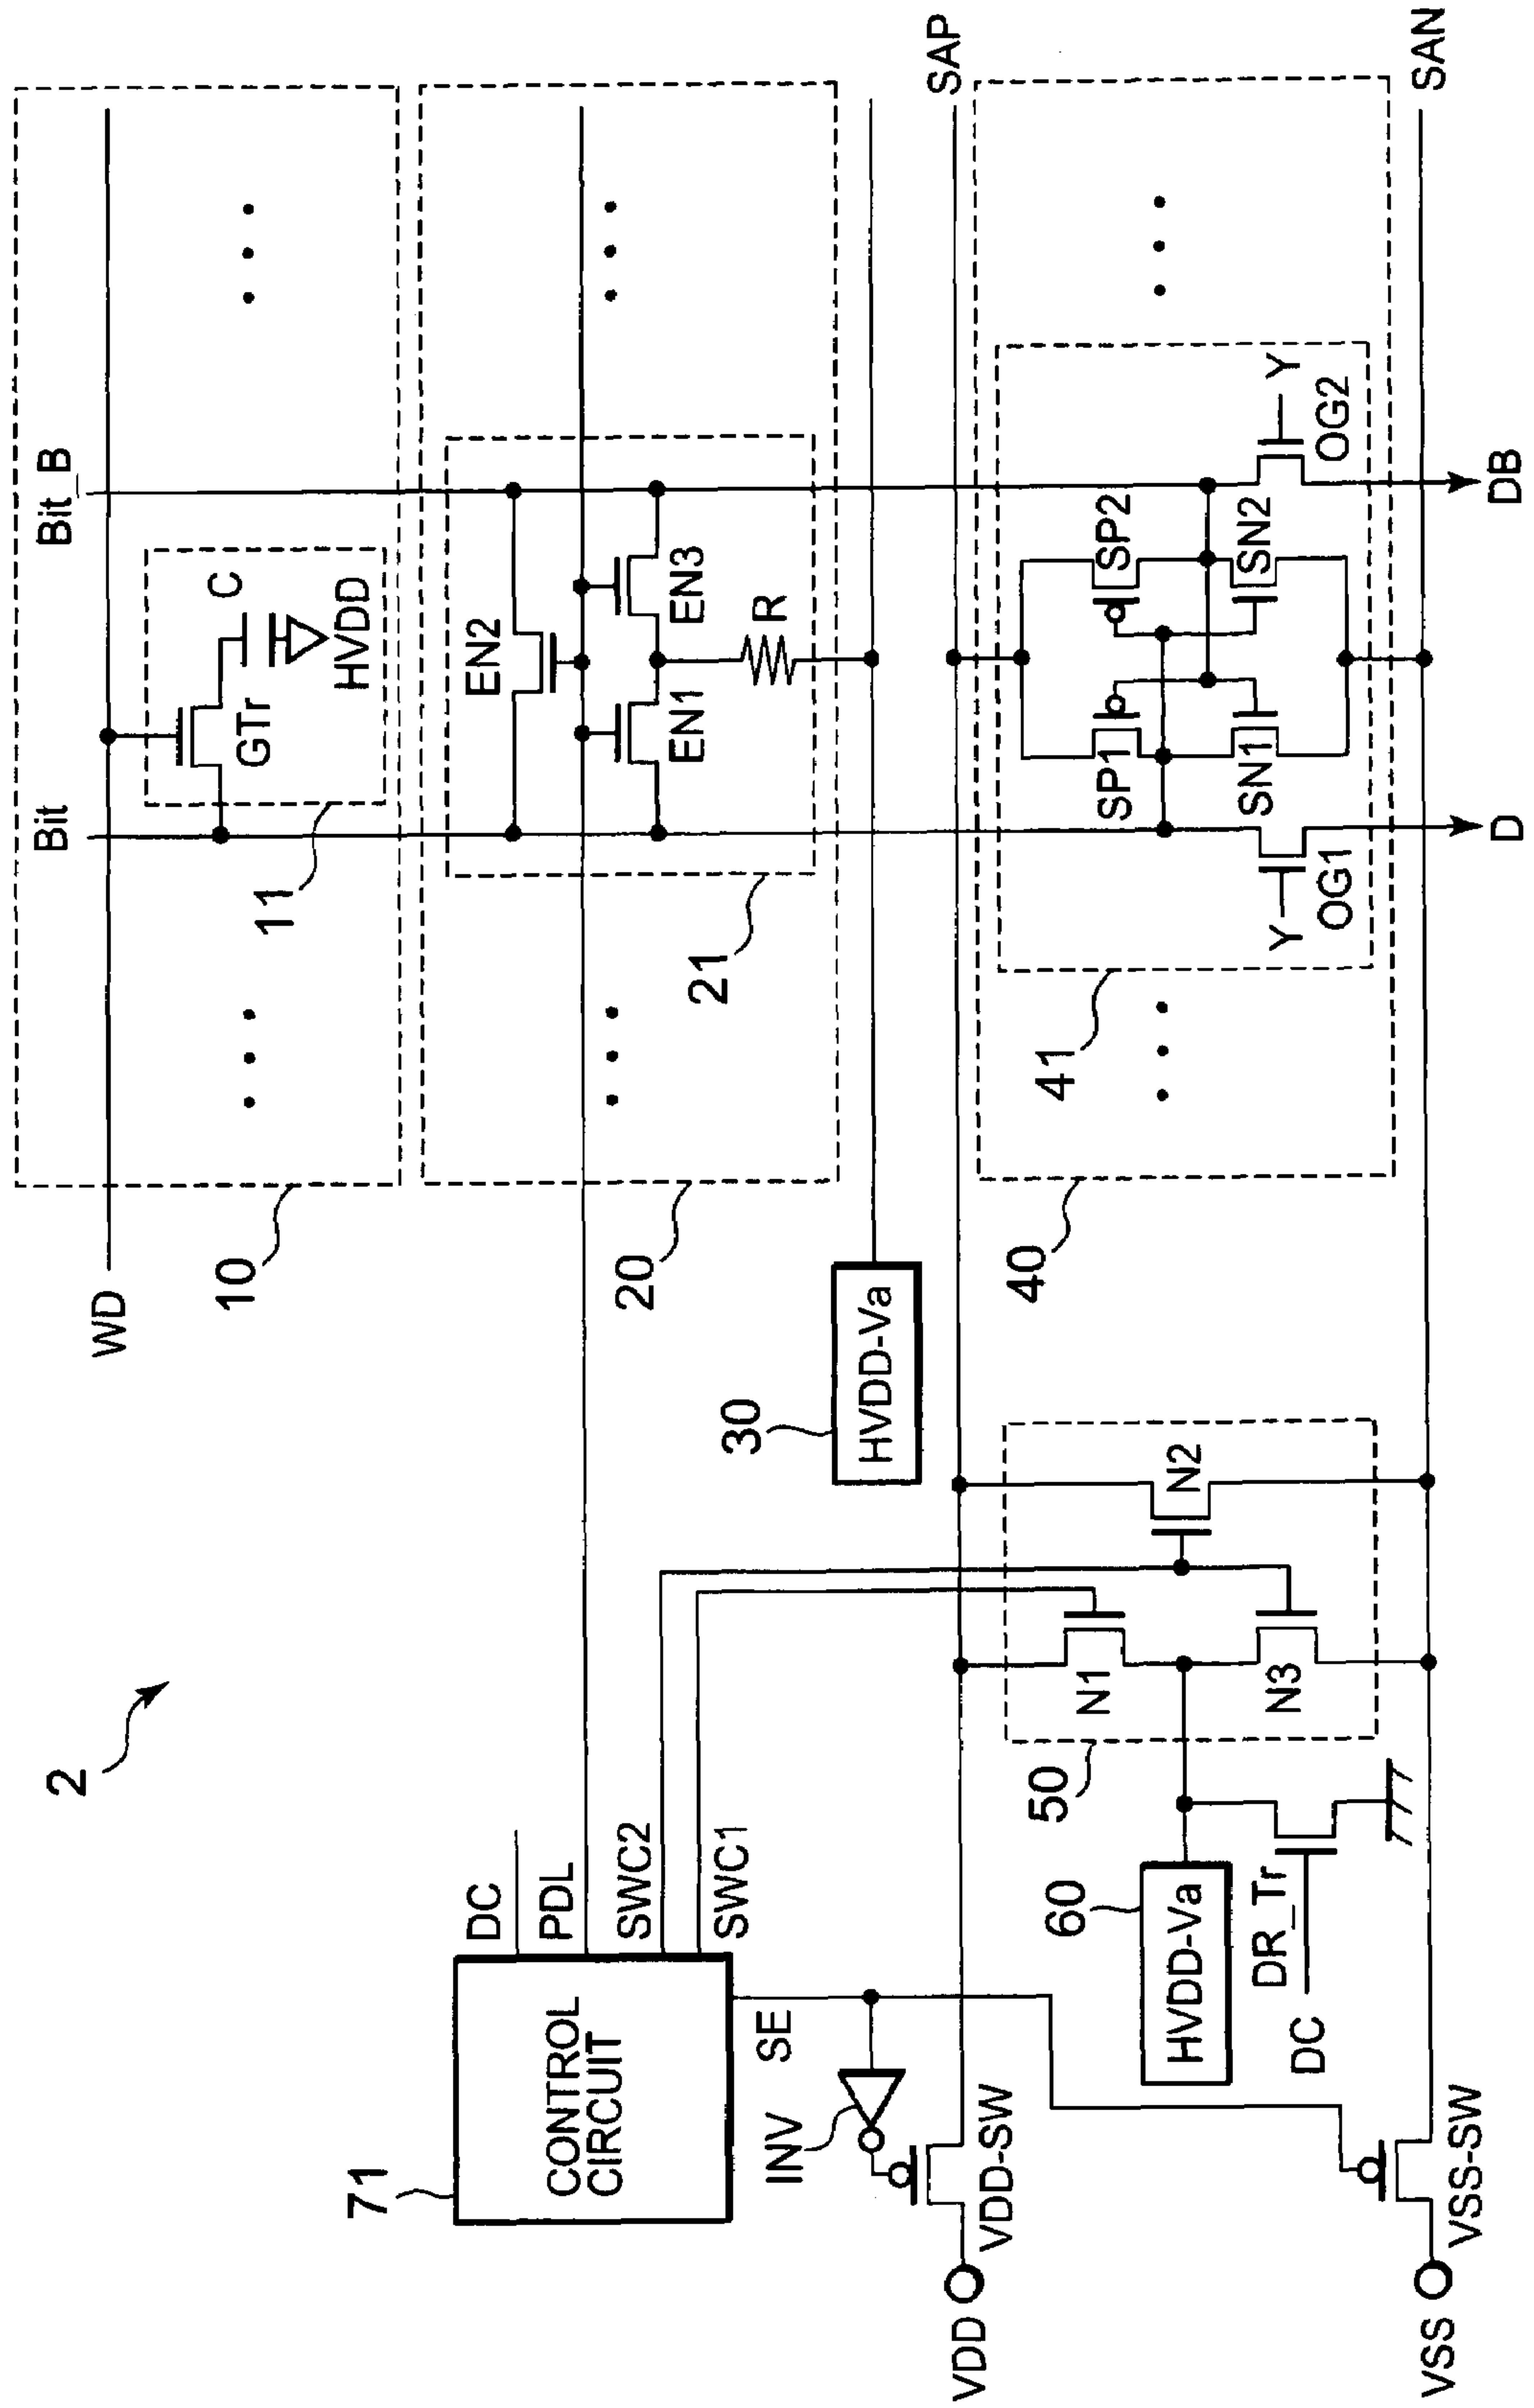 2
71
CONTROL
CIRCUIT
DC
PDL
SWC2
SWC1
SE
INV
VDD
VDD-SW
VSS
VSS-SW
WD
10
Bit
Bit_B
11
GTr
C
HVDD
20
21
EN2
EN1
EN3
R
30
HVDD-Va
SAP
SAN
40
41
SP1
SP2
SN1
SN2
Y
OG1
Y
OG2
D
DB
50
N1
N2
N3
60
HVDD-Va
DR_Tr
DC